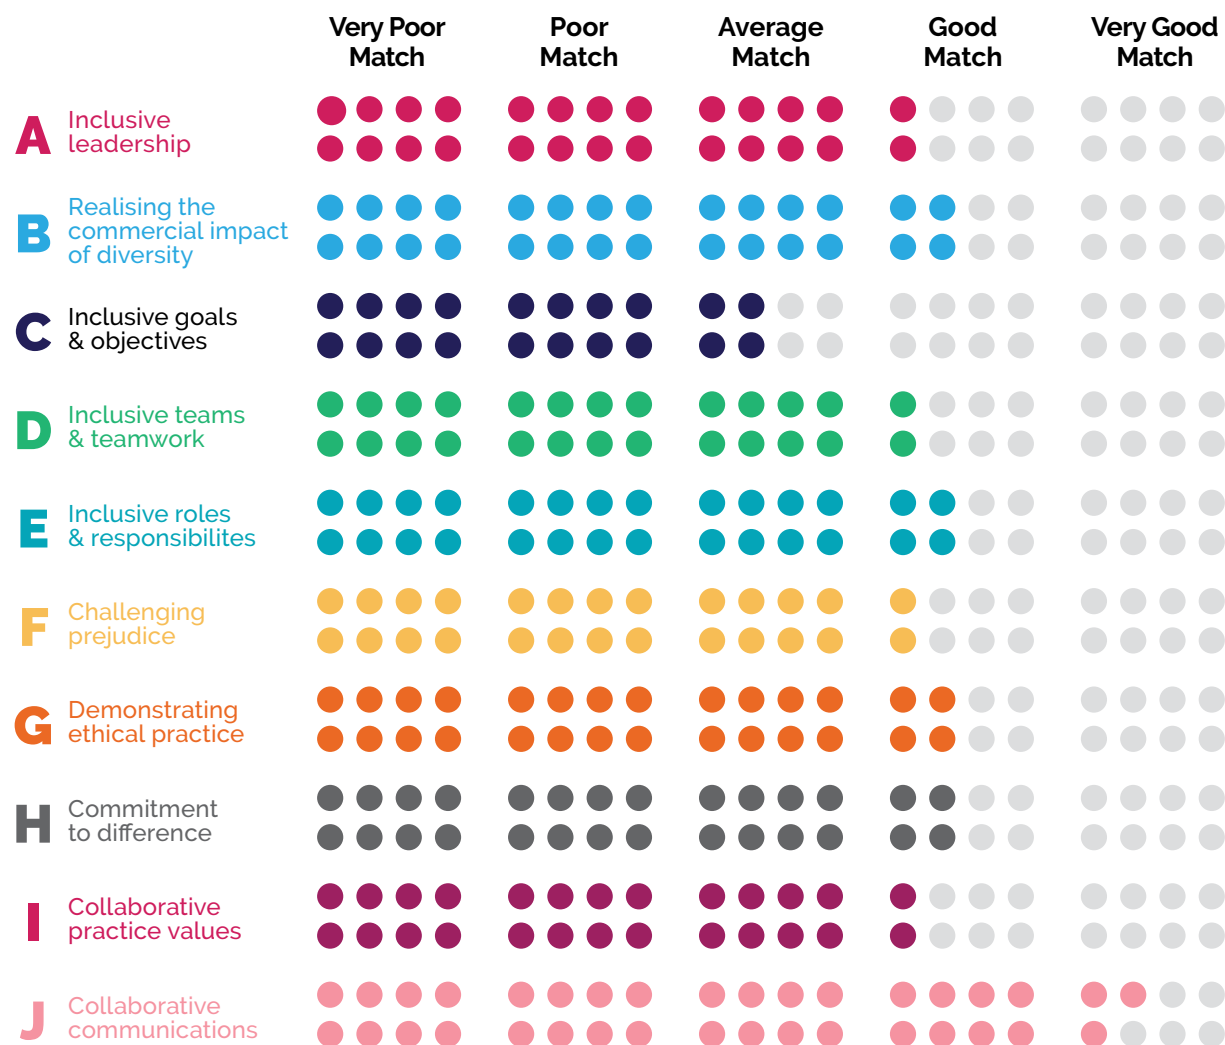 Very Poor
Match
Poor
Match
Average
Match
Good
Match
Very Good
Match
A
Inclusive
leadership
B
Realising the
commercial impact
of diversity
C
Inclusive goals
& objectives
D
Inclusive teams
& teamwork
E
Inclusive roles
& responsibilites
F
Challenging
prejudice
G
Demonstrating
ethical practice
H
Commitment
to difference
I
Collaborative
practice values
J
Collaborative
communications